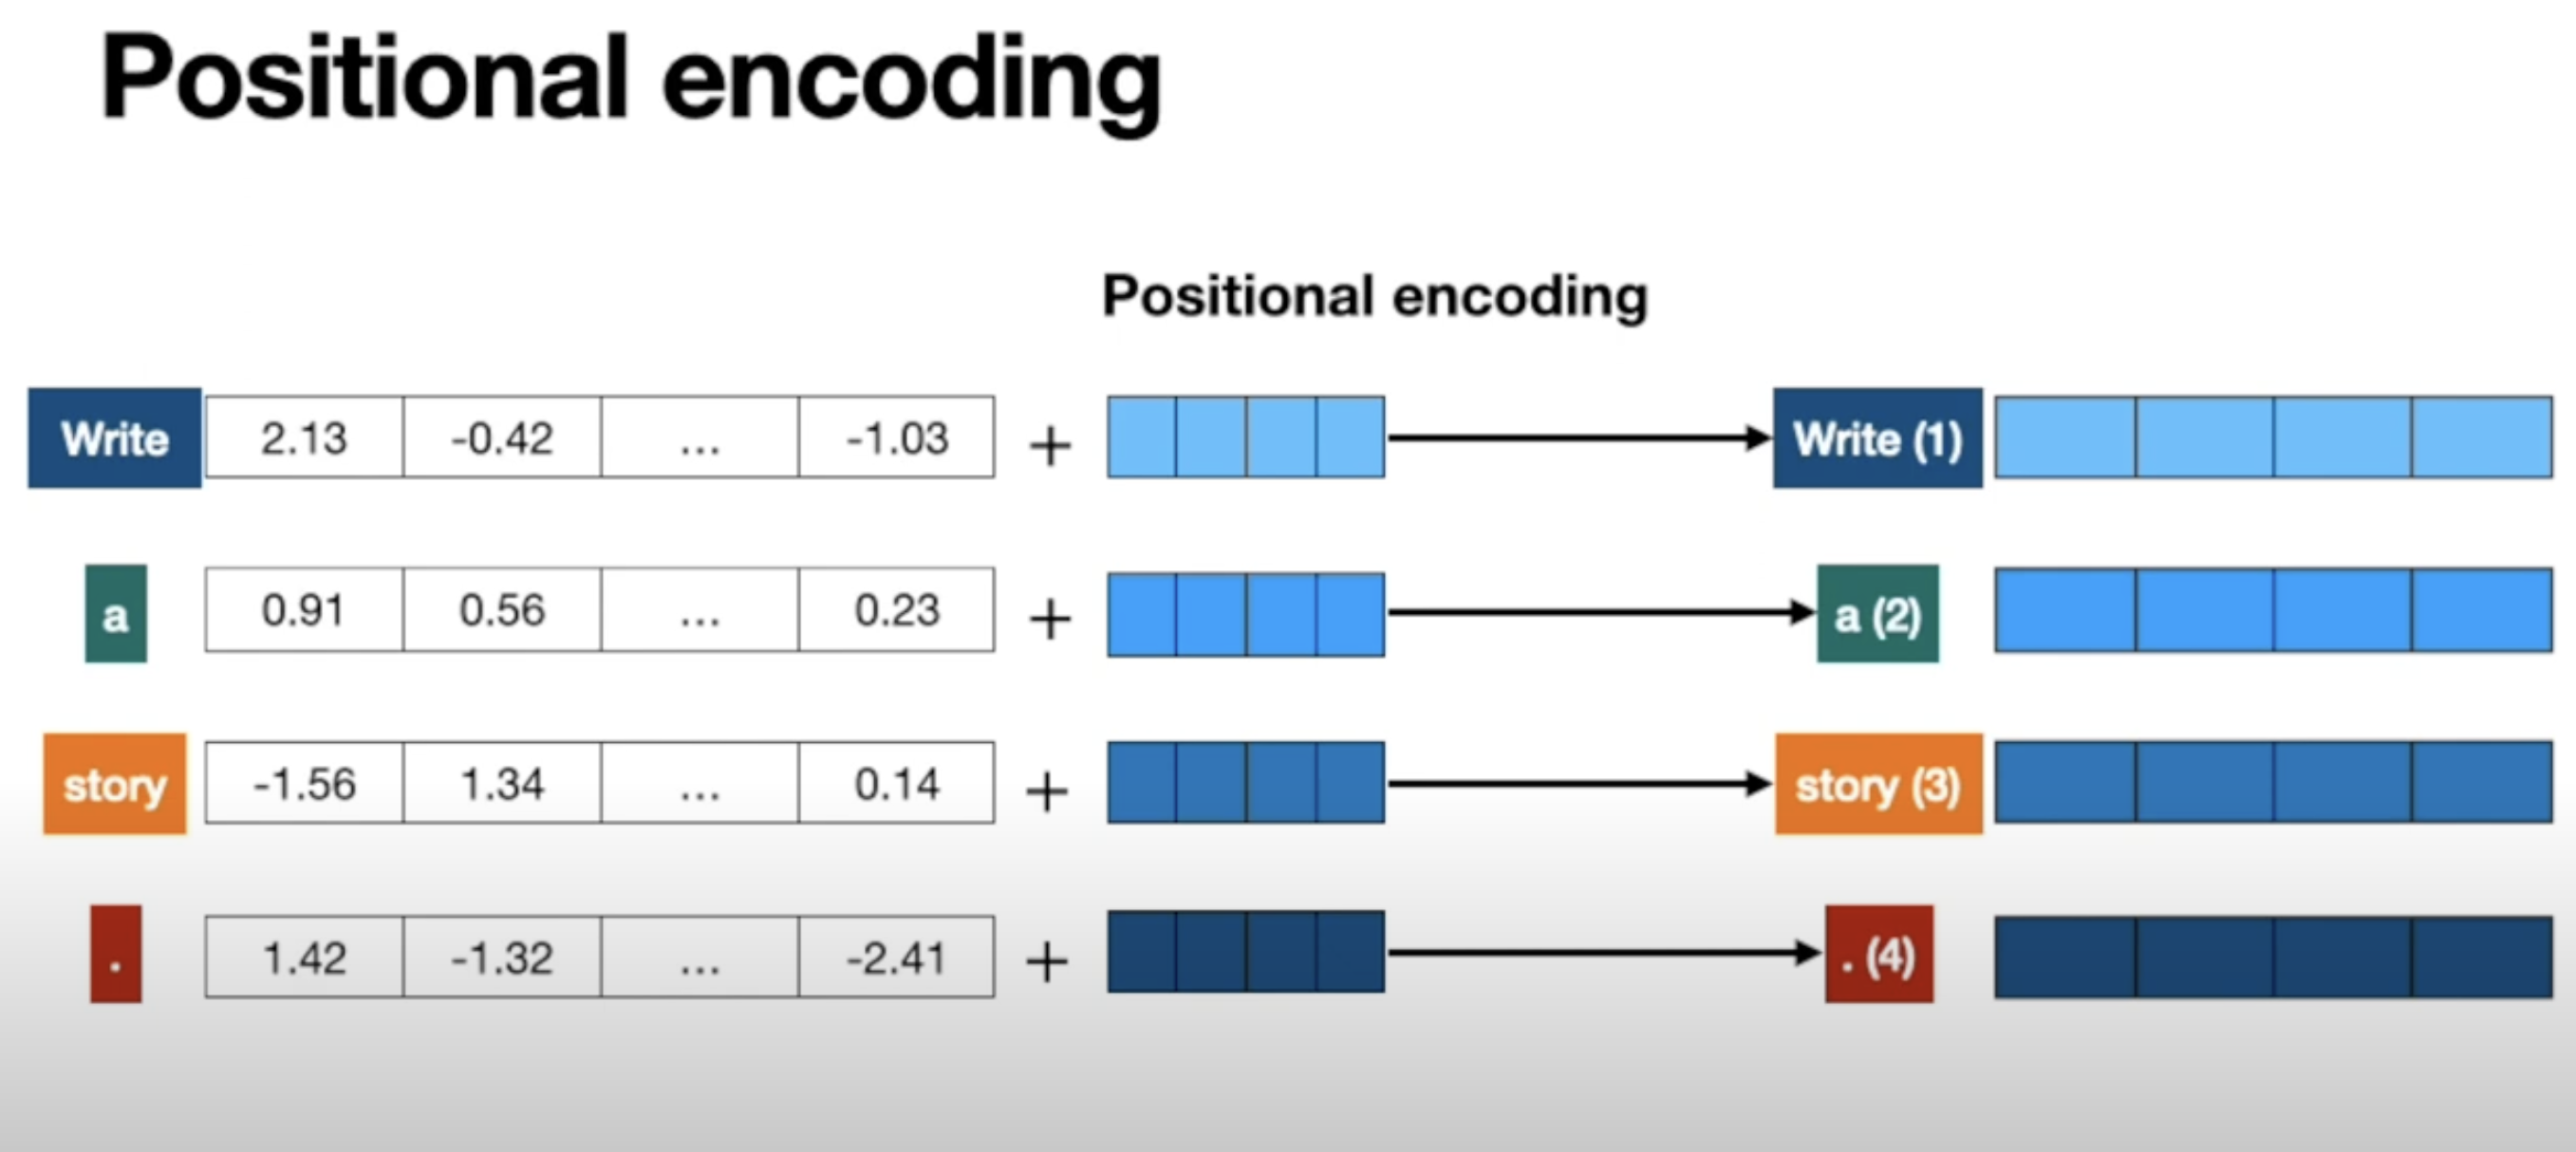 Positional encoding
Positional encoding
Write 2.13 -0.42 ... -1.03 + Write (1)
a 0.91 0.56 ... 0.23 + a (2)
story -1.56 1.34 ... 0.14 + story (3)
. 1.42 -1.32 ... -2.41 + . (4)